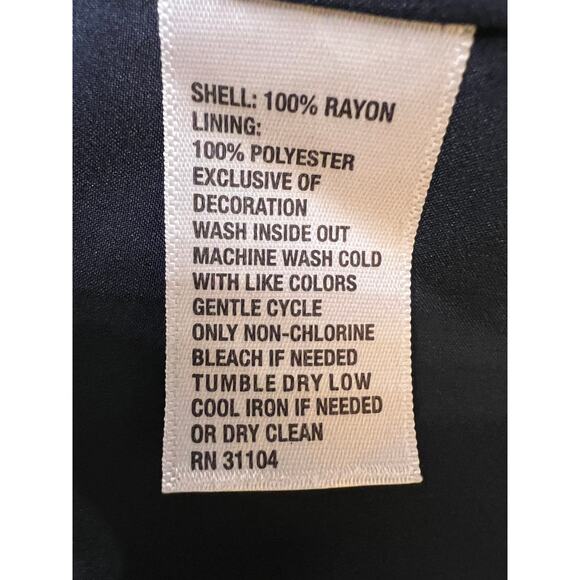 SHELL: 100% RAYON
LINING:
100% POLYESTER
EXCLUSIVE OF
DECORATION
WASH INSIDE OUT
MACHINE WASH COLD
WITH LIKE COLORS
GENTLE CYCLE
ONLY NON-CHLORINE
BLEACH IF NEEDED
TUMBLE DRY LOW
COOL IRON IF NEEDED
OR DRY CLEAN
RN 31104